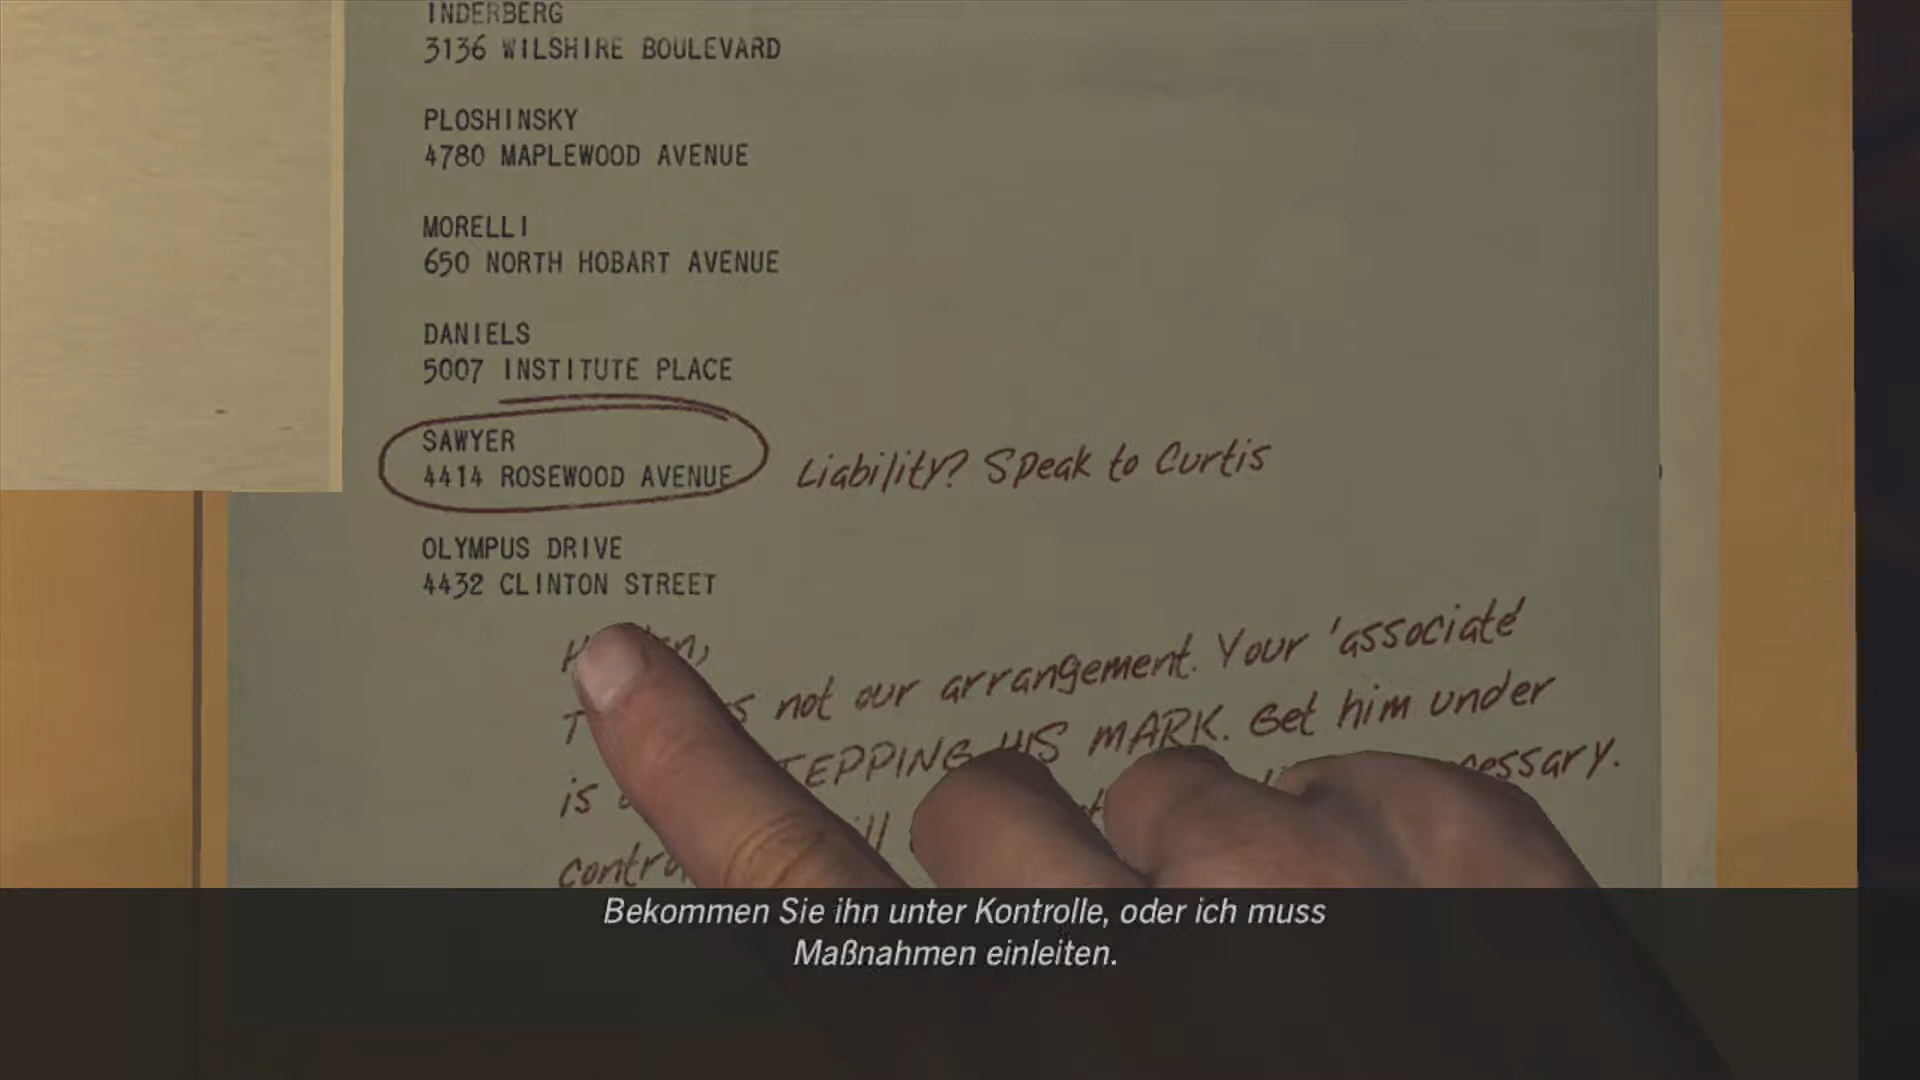 INDERBERG
3136 WILSHIRE BOULEVARD
PLOSHINSKY
4780 MAPLEWOOD AVENUE
MORELLI
650 NORTH HOBART AVENUE
DANIELS
5007 INSTITUTE PLACE
SAWYER
4414 ROSEWOOD AVENUE
Liability? Speak to Curtis
OLYMPUS DRIVE
4432 CLINTON STREET
not our arrangement. Your 'associate'
is HIS MARK. Get him under
Bekommen Sie ihn unter Kontrolle, oder ich muss
Maßnahmen einleiten.